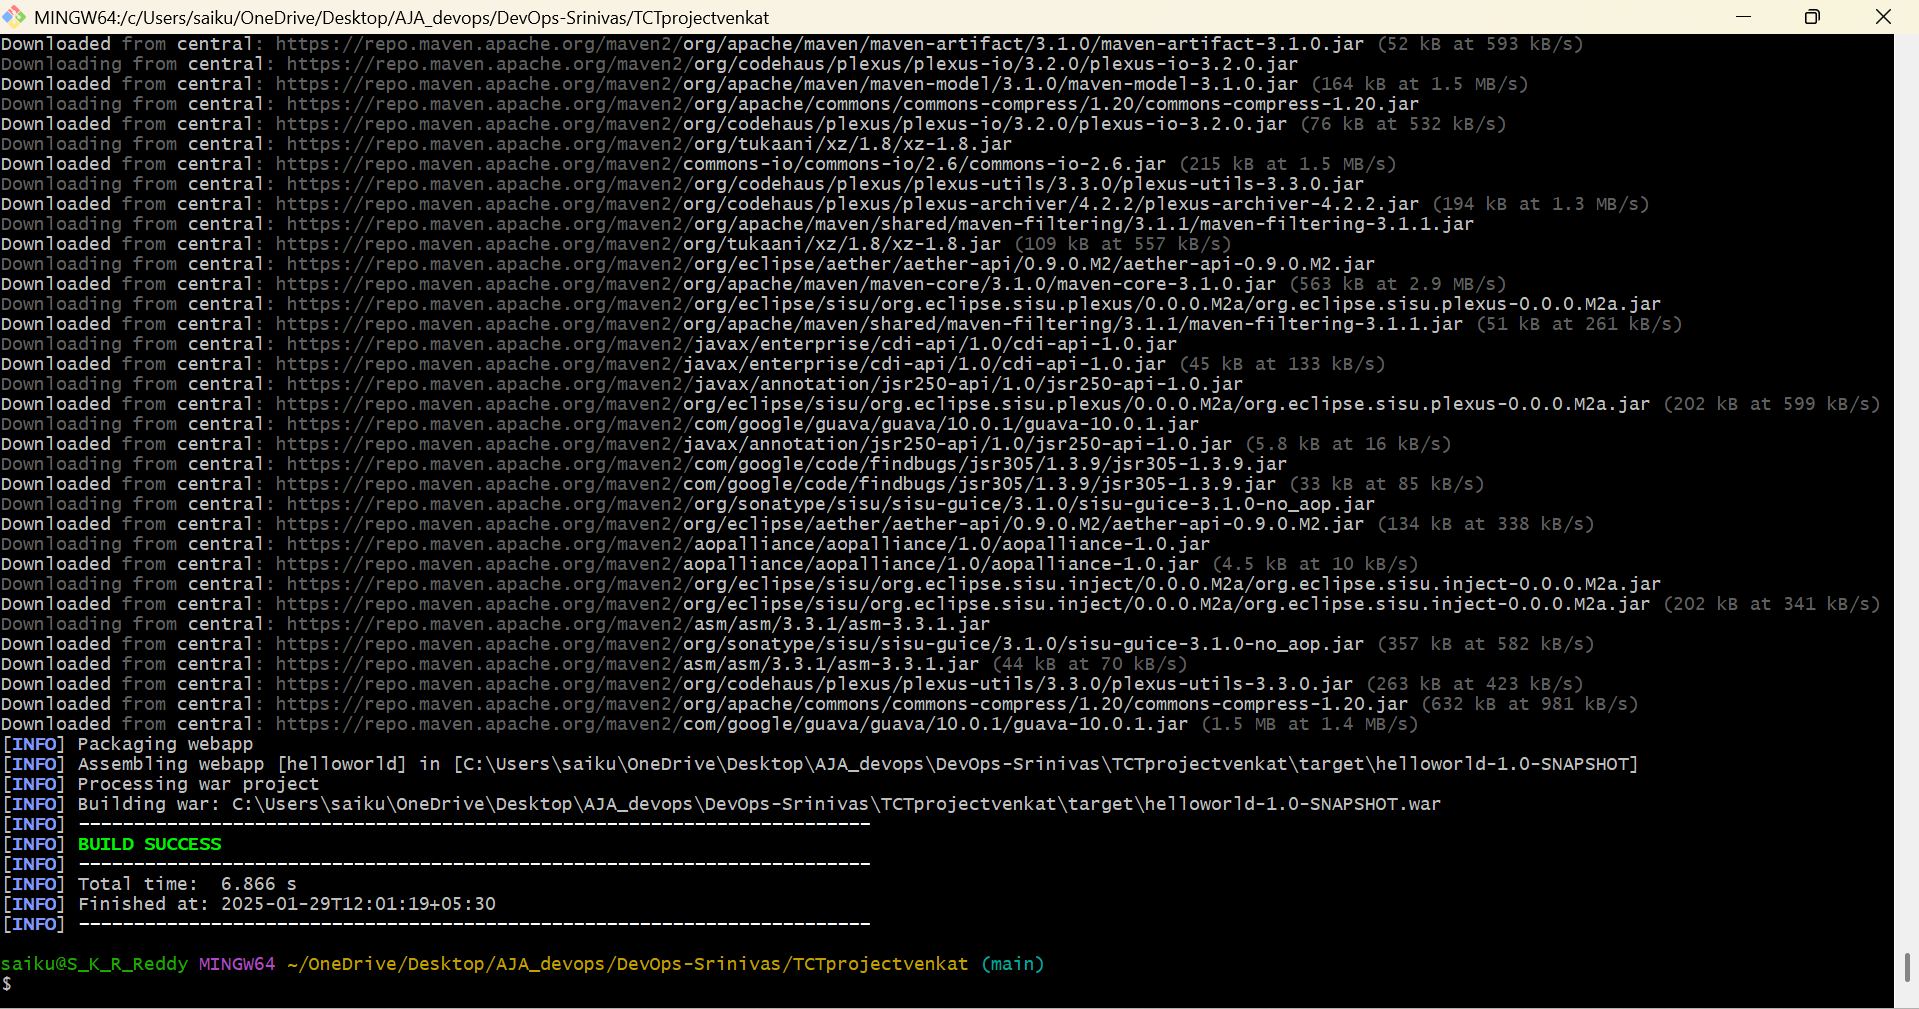 MINGW64:/c/Users/saiku/OneDrive/Desktop/AJA_devops/DevOps-Srinivas/TCTprojectvenkat
Downloaded from central: https://repo.maven.apache.org/maven2/org/apache/maven/maven-artifact/3.1.0/maven-artifact-3.1.0.jar (52 kB at 593 kB/s)
Downloading from central: https://repo.maven.apache.org/maven2/org/codehaus/plexus/plexus-io/3.2.0/plexus-io-3.2.0.jar
Downloaded from central: https://repo.maven.apache.org/maven2/org/apache/maven/maven-model/3.1.0/maven-model-3.1.0.jar (164 kB at 1.5 MB/s)
Downloading from central: https://repo.maven.apache.org/maven2/org/apache/commons/commons-compress/1.20/commons-compress-1.20.jar
Downloaded from central: https://repo.maven.apache.org/maven2/org/codehaus/plexus/plexus-io/3.2.0/plexus-io-3.2.0.jar (76 kB at 532 kB/s)
Downloading from central: https://repo.maven.apache.org/maven2/org/tukaani/xz/1.8/xz-1.8.jar
Downloaded from central: https://repo.maven.apache.org/maven2/commons-io/commons-io/2.6/commons-io-2.6.jar (215 kB at 1.5 MB/s)
Downloading from central: https://repo.maven.apache.org/maven2/org/codehaus/plexus/plexus-utils/3.3.0/plexus-utils-3.3.0.jar
Downloaded from central: https://repo.maven.apache.org/maven2/org/codehaus/plexus/plexus-archiver/4.2.2/plexus-archiver-4.2.2.jar (194 kB at 1.3 MB/s)
Downloading from central: https://repo.maven.apache.org/maven2/org/apache/maven/shared/maven-filtering/3.1.1/maven-filtering-3.1.1.jar
Downloaded from central: https://repo.maven.apache.org/maven2/org/tukaani/xz/1.8/xz-1.8.jar (109 kB at 557 kB/s)
Downloading from central: https://repo.maven.apache.org/maven2/org/eclipse/aether/aether-api/0.9.0.M2/aether-api-0.9.0.M2.jar
Downloaded from central: https://repo.maven.apache.org/maven2/org/apache/maven/maven-core/3.1.0/maven-core-3.1.0.jar (563 kB at 2.9 MB/s)
Downloading from central: https://repo.maven.apache.org/maven2/org/eclipse/sisu/org.eclipse.sisu.plexus/0.0.0.M2a/org.eclipse.sisu.plexus-0.0.0.M2a.jar
Downloaded from central: https://repo.maven.apache.org/maven2/org/apache/maven/shared/maven-filtering/3.1.1/maven-filtering-3.1.1.jar (51 kB at 261 kB/s)
Downloading from central: https://repo.maven.apache.org/maven2/javax/enterprise/cdi-api/1.0/cdi-api-1.0.jar
Downloaded from central: https://repo.maven.apache.org/maven2/javax/enterprise/cdi-api/1.0/cdi-api-1.0.jar (45 kB at 133 kB/s)
Downloading from central: https://repo.maven.apache.org/maven2/javax/annotation/jsr250-api/1.0/jsr250-api-1.0.jar
Downloaded from central: https://repo.maven.apache.org/maven2/org/eclipse/sisu/org.eclipse.sisu.plexus/0.0.0.M2a/org.eclipse.sisu.plexus-0.0.0.M2a.jar (202 kB at 599 kB/s)
Downloading from central: https://repo.maven.apache.org/maven2/com/google/guava/guava/10.0.1/guava-10.0.1.jar
Downloaded from central: https://repo.maven.apache.org/maven2/javax/annotation/jsr250-api/1.0/jsr250-api-1.0.jar (5.8 kB at 16 kB/s)
Downloading from central: https://repo.maven.apache.org/maven2/com/google/code/findbugs/jsr305/1.3.9/jsr305-1.3.9.jar
Downloaded from central: https://repo.maven.apache.org/maven2/com/google/code/findbugs/jsr305/1.3.9/jsr305-1.3.9.jar (33 kB at 85 kB/s)
Downloading from central: https://repo.maven.apache.org/maven2/org/sonatype/sisu/sisu-guice/3.1.0/sisu-guice-3.1.0-no_aop.jar
Downloaded from central: https://repo.maven.apache.org/maven2/org/eclipse/aether/aether-api/0.9.0.M2/aether-api-0.9.0.M2.jar (134 kB at 338 kB/s)
Downloading from central: https://repo.maven.apache.org/maven2/aopalliance/aopalliance/1.0/aopalliance-1.0.jar
Downloaded from central: https://repo.maven.apache.org/maven2/aopalliance/aopalliance/1.0/aopalliance-1.0.jar (4.5 kB at 10 kB/s)
Downloading from central: https://repo.maven.apache.org/maven2/org/eclipse/sisu/org.eclipse.sisu.inject/0.0.0.M2a/org.eclipse.sisu.inject-0.0.0.M2a.jar
Downloaded from central: https://repo.maven.apache.org/maven2/org/eclipse/sisu/org.eclipse.sisu.inject/0.0.0.M2a/org.eclipse.sisu.inject-0.0.0.M2a.jar (202 kB at 341 kB/s)
Downloading from central: https://repo.maven.apache.org/maven2/asm/asm/3.3.1/asm-3.3.1.jar
Downloaded from central: https://repo.maven.apache.org/maven2/org/sonatype/sisu/sisu-guice/3.1.0/sisu-guice-3.1.0-no_aop.jar (357 kB at 582 kB/s)
Downloaded from central: https://repo.maven.apache.org/maven2/asm/asm/3.3.1/asm-3.3.1.jar (44 kB at 70 kB/s)
Downloaded from central: https://repo.maven.apache.org/maven2/org/codehaus/plexus/plexus-utils/3.3.0/plexus-utils-3.3.0.jar (263 kB at 423 kB/s)
Downloaded from central: https://repo.maven.apache.org/maven2/org/apache/commons/commons-compress/1.20/commons-compress-1.20.jar (632 kB at 981 kB/s)
Downloaded from central: https://repo.maven.apache.org/maven2/com/google/guava/guava/10.0.1/guava-10.0.1.jar (1.5 MB at 1.4 MB/s)
[INFO] Packaging webapp
[INFO] Assembling webapp [helloworld] in [C:\Users\saiku\OneDrive\Desktop\AJA_devops\DevOps-Srinivas\TCTprojectvenkat\target\helloworld-1.0-SNAPSHOT]
[INFO] Processing war project
[INFO] Building war: C:\Users\saiku\OneDrive\Desktop\AJA_devops\DevOps-Srinivas\TCTprojectvenkat\target\helloworld-1.0-SNAPSHOT.war
[INFO] ------------------------------------------------------------------------
[INFO] BUILD SUCCESS
[INFO] ------------------------------------------------------------------------
[INFO] Total time:  6.866 s
[INFO] Finished at: 2025-01-29T12:01:19+05:30
[INFO] ------------------------------------------------------------------------
saiku@S_K_R_Reddy MINGW64 ~/OneDrive/Desktop/AJA_devops/DevOps-Srinivas/TCTprojectvenkat (main)
$